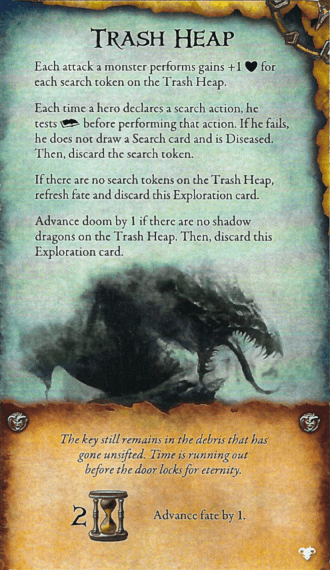 TRASH HEAP
Each attack a monster performs gains +1 ♥ for
each search token on the Trash Heap.
Each time a hero declares a search action, he
tests before performing that action. If he fails,
he does not draw a Search card and is Diseased.
Then, discard the search token.
If there are no search tokens on the Trash Heap,
refresh fate and discard this Exploration card.
Advance doom by 1 if there are no shadow
dragons on the Trash Heap. Then, discard this
Exploration card.
The key still remains in the debris that has
gone unsifted. Time is running out
before the door locks for eternity.
2 Advance fate by 1.